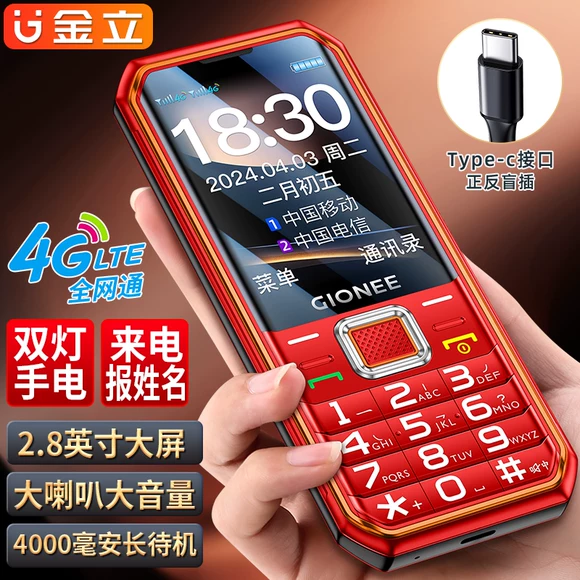 金立
Type-c接口
正反盲插
4G 4G
18:30
2024.04.03 周二
二月初五
1 中国移动
2 中国电信
菜单 通讯录
GIONEE
4G LTE
全网通
双灯
手电
来电
报姓名
2.8英寸大屏
大喇叭大音量
4000毫安长待机
1 2 ABC 3 DEF
4 GHI 5 JKL 6 MNO
7 PQRS 8 TUV 9 WXYZ
* + 0 #